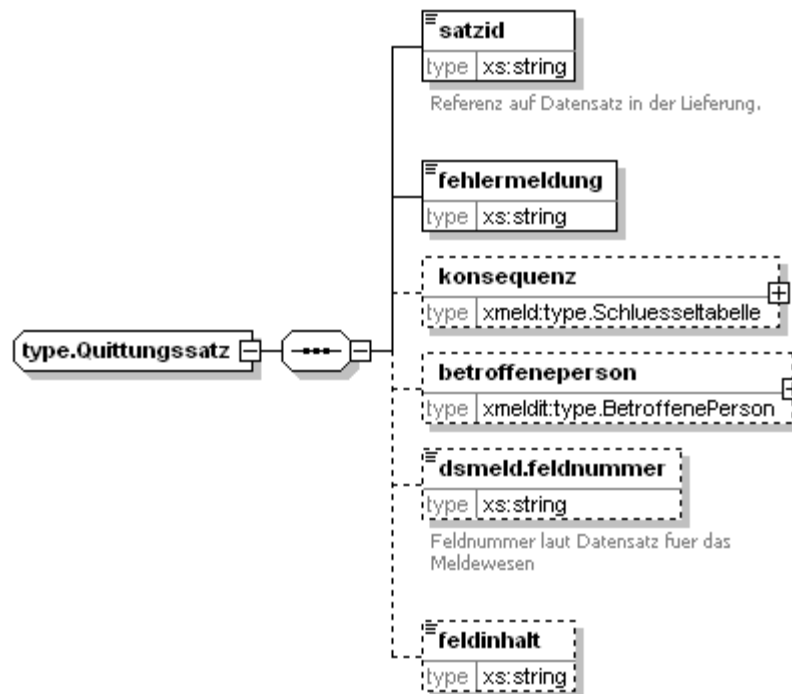 satzid
type xs:string
Referenz auf Datensatz in der Lieferung.
fehlermeldung
type xs:string
konsequenz
type xmeld:type.Schluesseltabelle
type.Quittungssatz
betroffeneperson
type xmeldit:type.BetroffenePerson
dsmeld.feldnummer
type xs:string
Feldnummer laut Datensatz fuer das
Meldewesen
feldinhalt
type xs:string